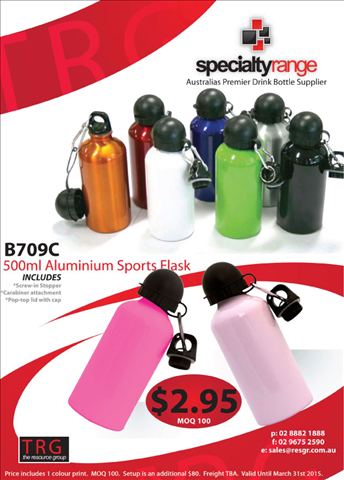 TRG
specialtyrange
Australias Premier Drink Bottle Supplier
B709C
500ml Aluminium Sports Flask
INCLUDES
*Screw-in Stopper
*Carabiner attachment
*Pop-top lid with cap
$2.95
MOQ 100
TRG
the resource group
p: 02 8882 1888
f: 02 9675 2590
e: sales@resgr.com.au
Price includes 1 colour print. MOQ 100. Setup is an additional $80. Freight TBA. Valid Until March 31st 2015.